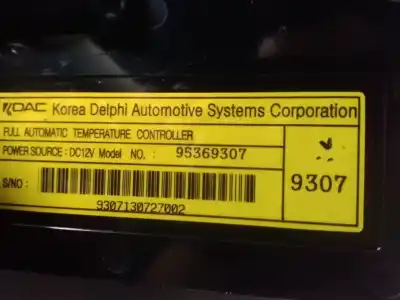 KDAC Korea Delphi Automotive Systems Corporation
FULL AUTOMATIC TEMPERATURE CONTROLLER
POWER SOURCE : DC12V Model NO. : 95369307
S/NO :
9307130727002
9307